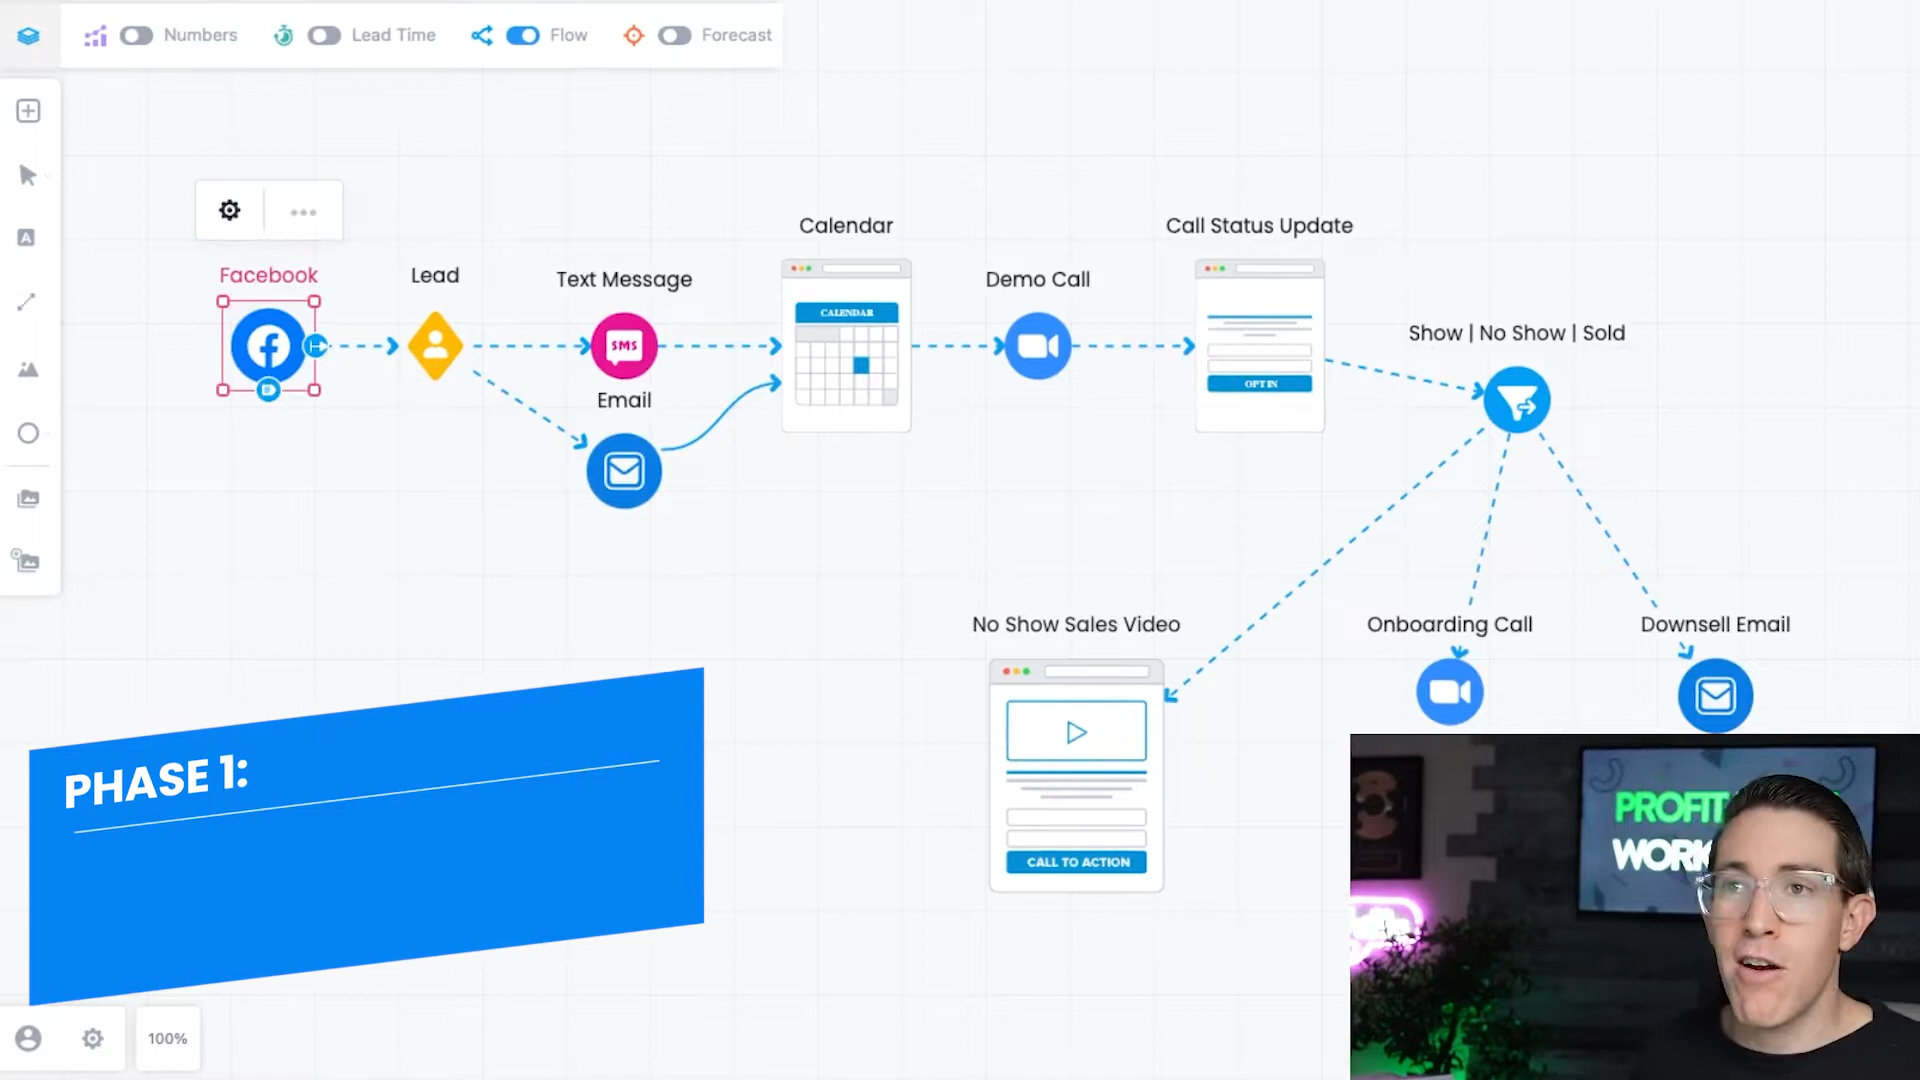 Numbers
Lead Time
Flow
Forecast
Calendar
Call Status Update
Facebook
Lead
Text Message
Demo Call
CALENDAR
SMS
OPT IN
Show | No Show | Sold
Email
No Show Sales Video
Onboarding Call
Downsell Email
CALL TO ACTION
PHASE 1:
PROFIT
WORK
100%